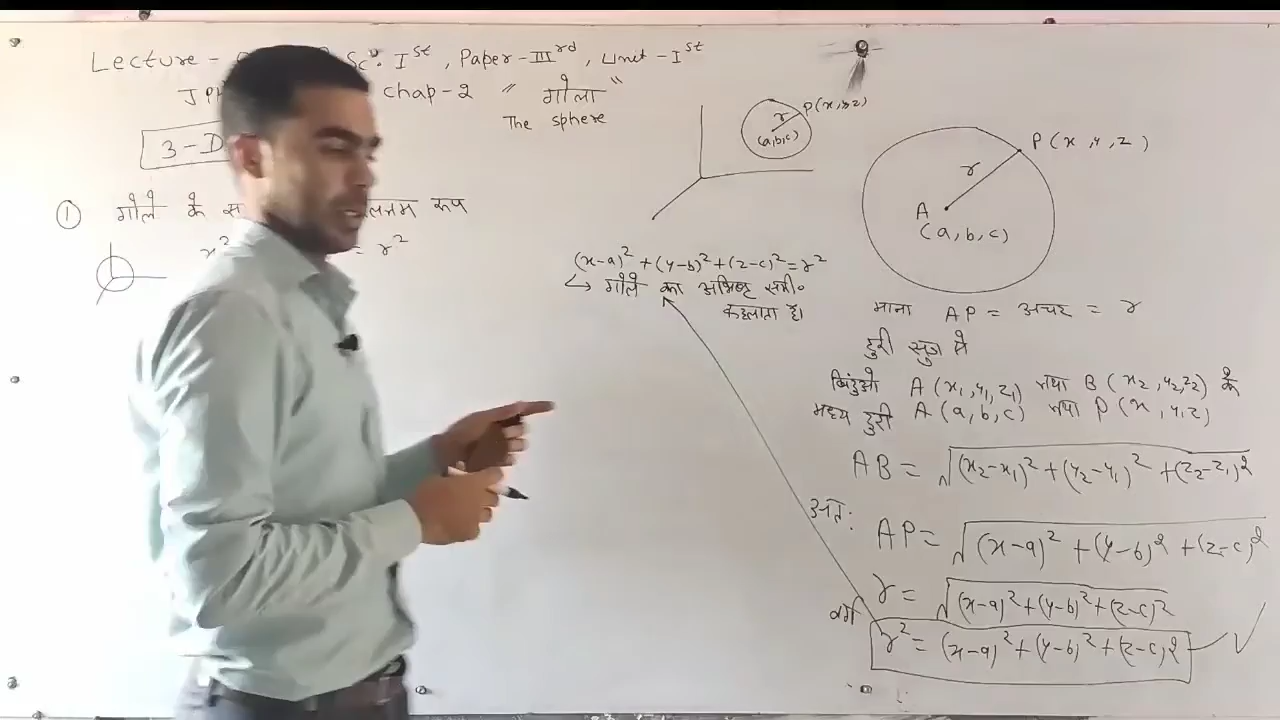 Lecture - Sc. Ist, Paper-IIIrd, Unit-Ist
JPH chap-2 "गोला"
The sphere
3-D
① गोले के रूप
x² = r²
P(x,y,z)
r
(a,b,c)
(x-a)²+(y-b)²+(z-c)²=r²
↳ गोले का अभिष्ट समी०
कहलाता है।
P(x,y,z)
r
A
(a,b,c)
माना AP = अचर = r
दुरी सुत्र से
बिंदुओ A(x₁,y₁,z₁) तथा B(x₂,y₂,z₂) के
मध्य दुरी A(a,b,c) तथा P(x,y,z)
AB = √(x₂-x₁)²+(y₂-y₁)²+(z₂-z₁)²
अत: AP = √(x-a)²+(y-b)²+(z-c)²
r = √(x-a)²+(y-b)²+(z-c)²
वर्ग r² = (x-a)²+(y-b)²+(z-c)²